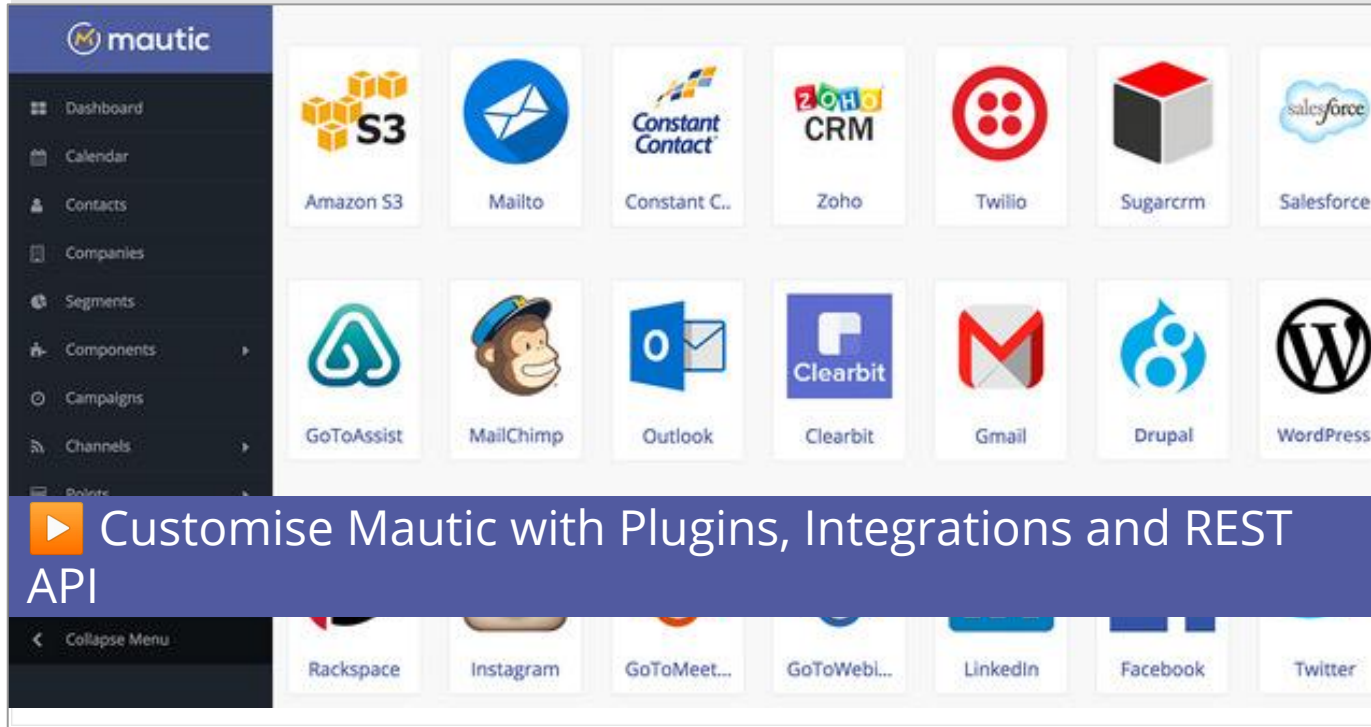 mautic
Dashboard
Calendar
Contacts
Companies
Segments
Components
Campaigns
Channels
Points
S3
Constant
Contact
ZOHO
CRM
salesforce
Amazon S3
Mailto
Constant C..
Zoho
Twilio
Sugarcrm
Salesforce
O
Clearbit
GoToAssist
MailChimp
Outlook
Clearbit
Gmail
Drupal
WordPress
▶️ Customise Mautic with Plugins, Integrations and REST
API
Collapse Menu
Rackspace
Instagram
GoToMeet...
GoToWebi...
LinkedIn
Facebook
Twitter